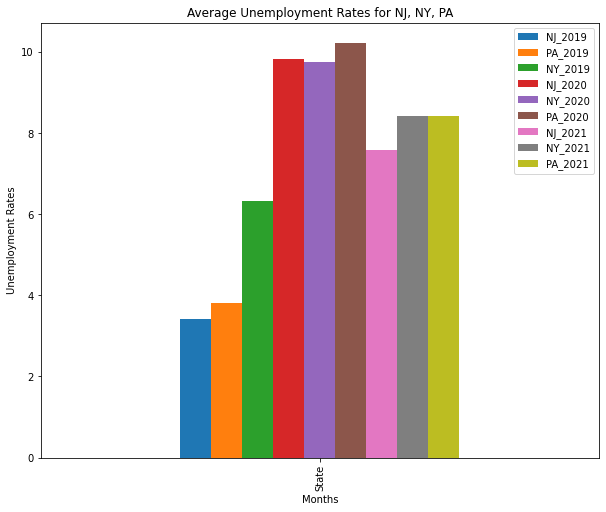 Average Unemployment Rates for NJ, NY, PA
NJ_2019
PA_2019
NY_2019
NJ_2020
NY_2020
PA_2020
NJ_2021
NY_2021
PA_2021
10
8
6
4
2
0
Unemployment Rates
State
Months